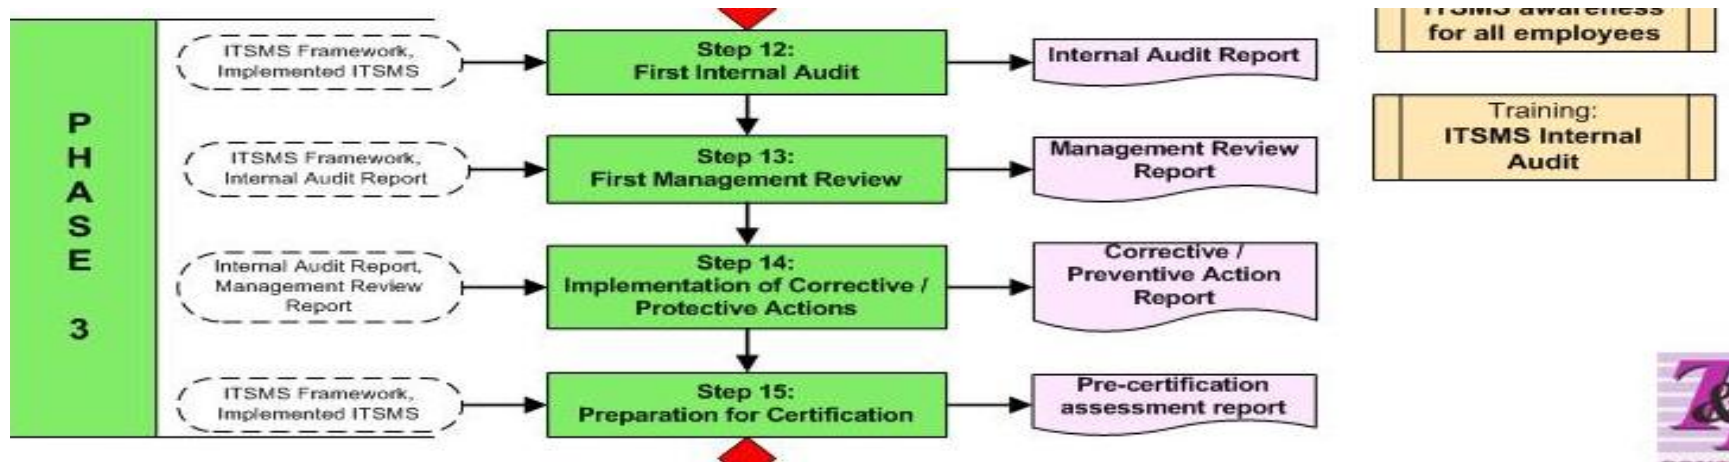 PHASE 3
ITSMS Framework,
Implemented ITSMS
Step 12:
First Internal Audit
Internal Audit Report
ITSMS Framework,
Internal Audit Report
Step 13:
First Management Review
Management Review
Report
Internal Audit Report,
Management Review
Report
Step 14:
Implementation of Corrective /
Protective Actions
Corrective /
Preventive Action
Report
ITSMS Framework,
Implemented ITSMS
Step 15:
Preparation for Certification
Pre-certification
assessment report
ITSMS awareness
for all employees
Training:
ITSMS Internal
Audit